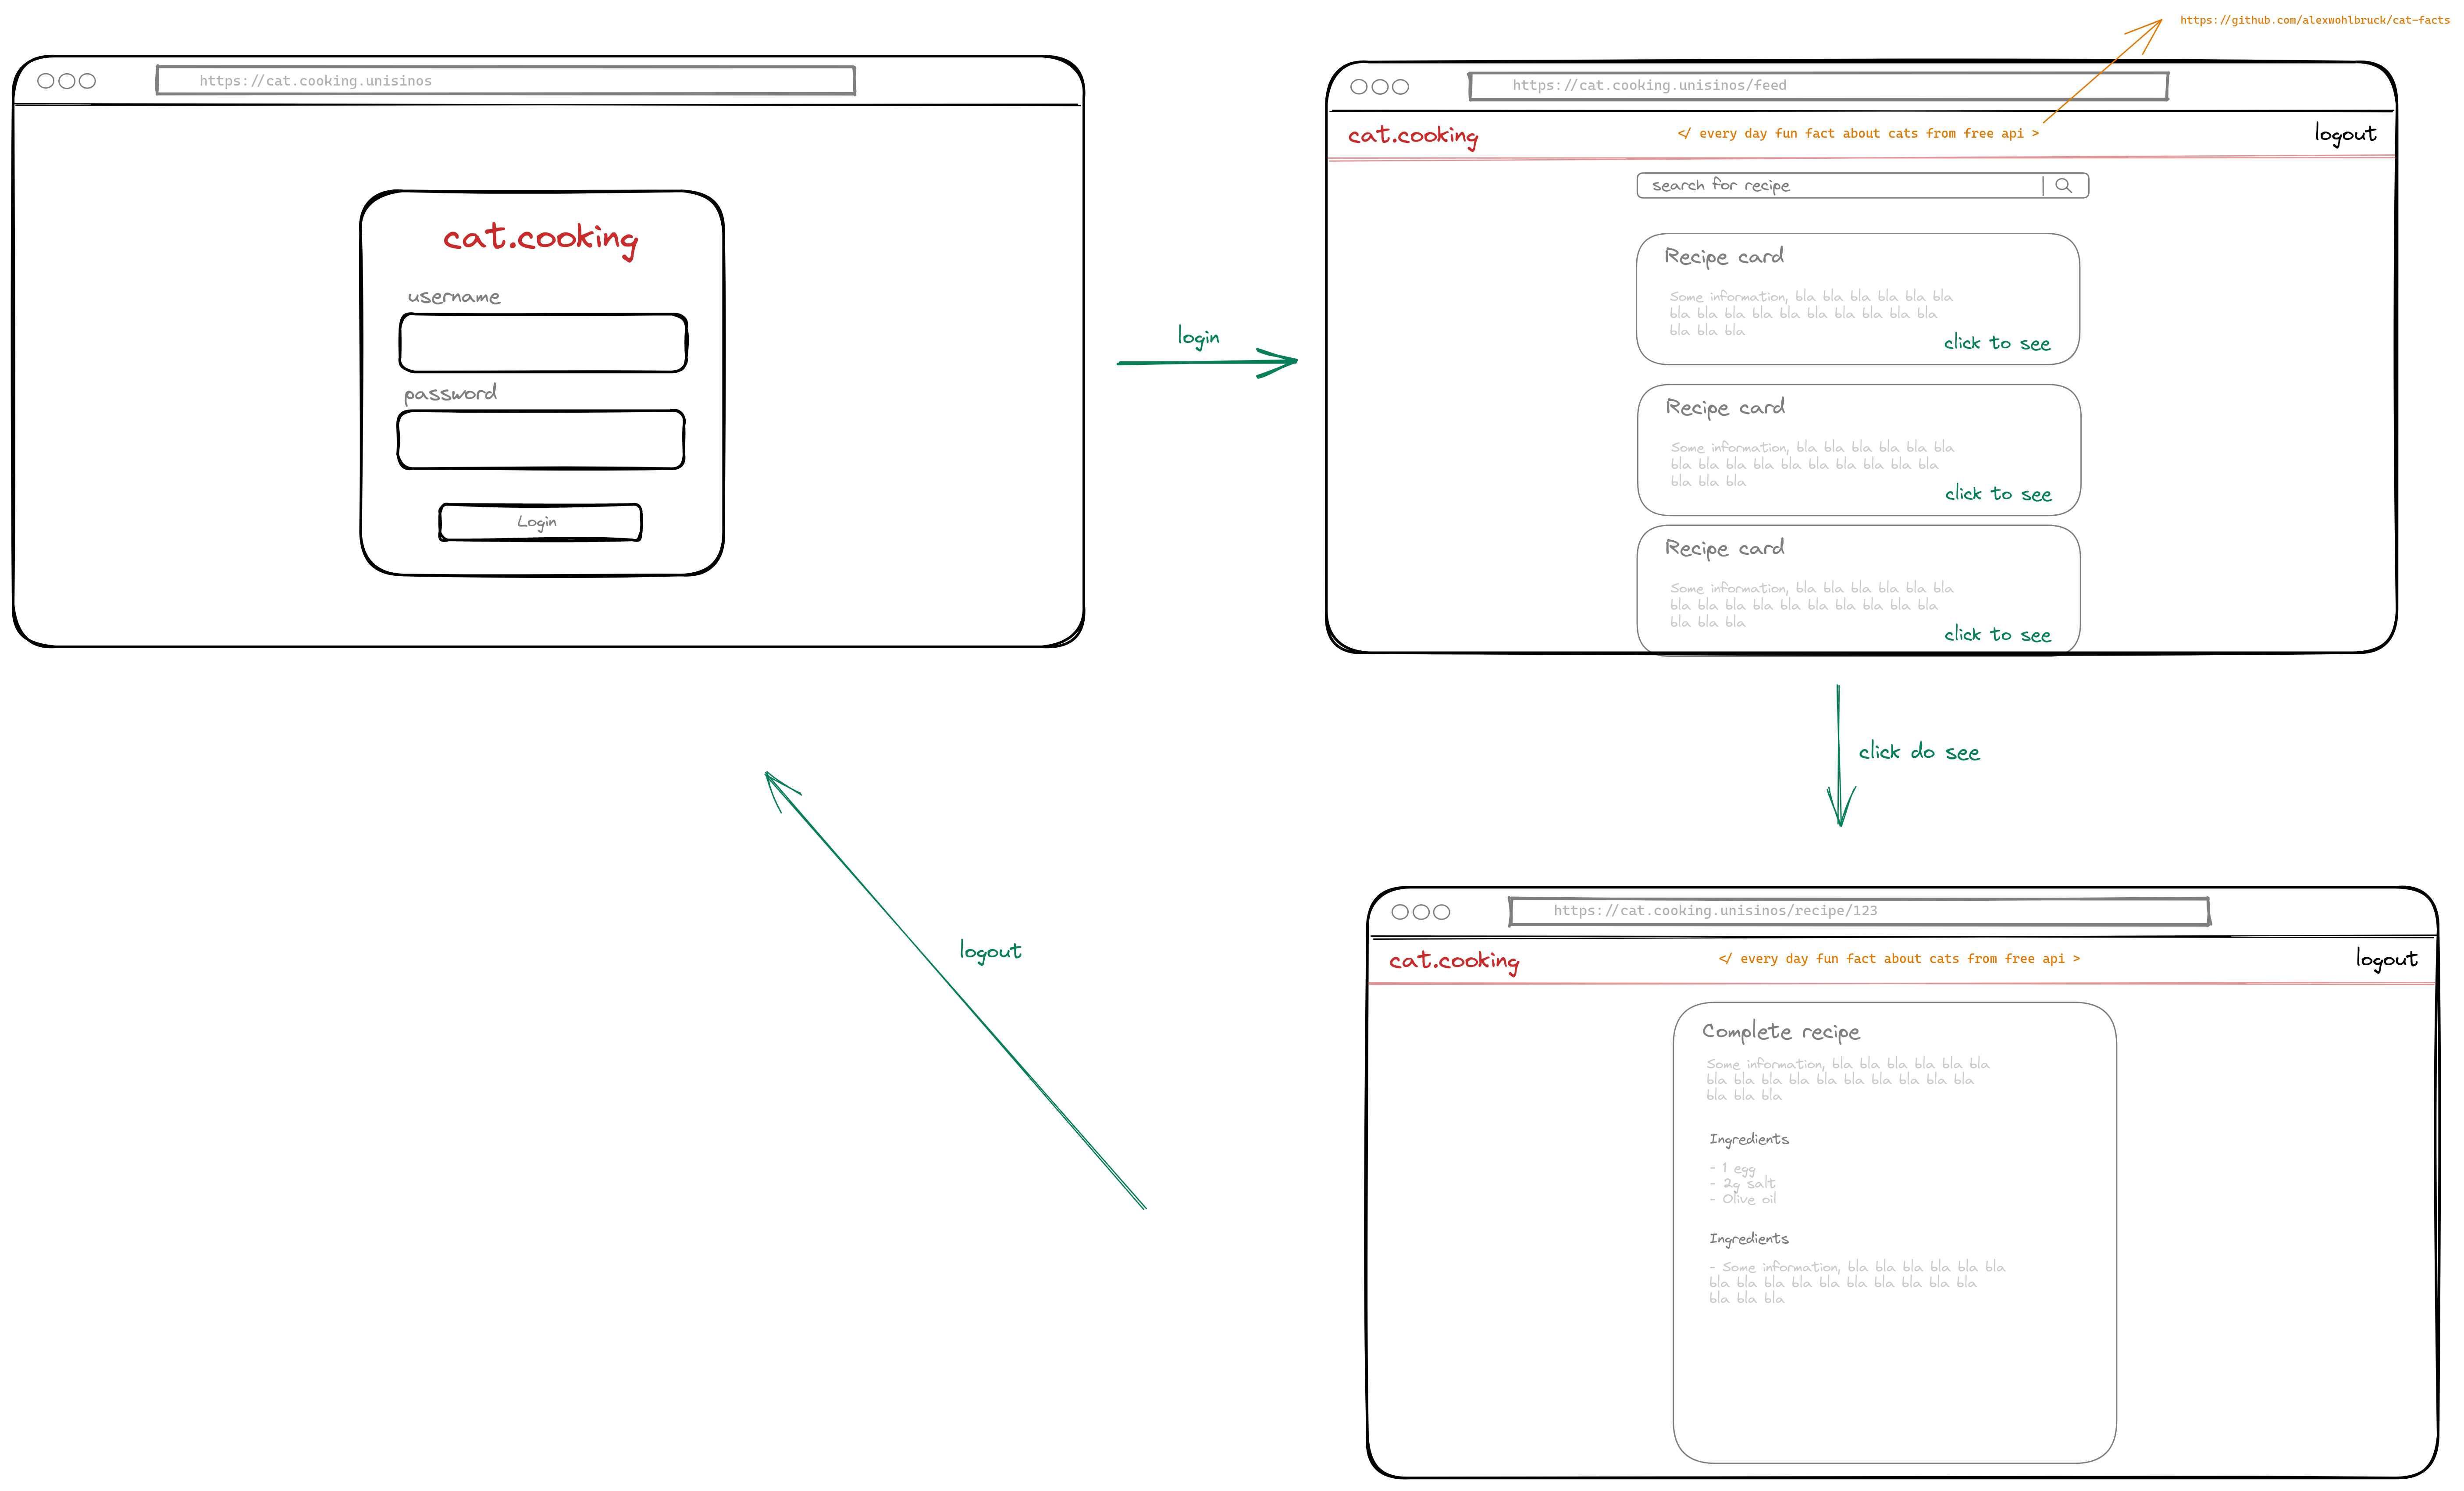 https://github.com/alexwohlbruck/cat-facts
https://cat.cooking.unisinos
cat.cooking
username
password
Login
login
https://cat.cooking.unisinos/feed
cat.cooking
</ every day fun fact about cats from free api >
logout
search for recipe
Recipe card
Some information, bla bla bla bla bla bla
bla bla bla bla bla bla bla bla bla bla
bla bla bla
click to see
Recipe card
Some information, bla bla bla bla bla bla
bla bla bla bla bla bla bla bla bla bla
bla bla bla
click to see
Recipe card
Some information, bla bla bla bla bla bla
bla bla bla bla bla bla bla bla bla bla
bla bla bla
click to see
click do see
logout
https://cat.cooking.unisinos/recipe/123
cat.cooking
</ every day fun fact about cats from free api >
logout
Complete recipe
Some information, bla bla bla bla bla bla
bla bla bla bla bla bla bla bla bla bla
bla bla bla
Ingredients
- 1 egg
- 2g salt
- Olive oil
Ingredients
- Some information, bla bla bla bla bla bla
bla bla bla bla bla bla bla bla bla bla
bla bla bla